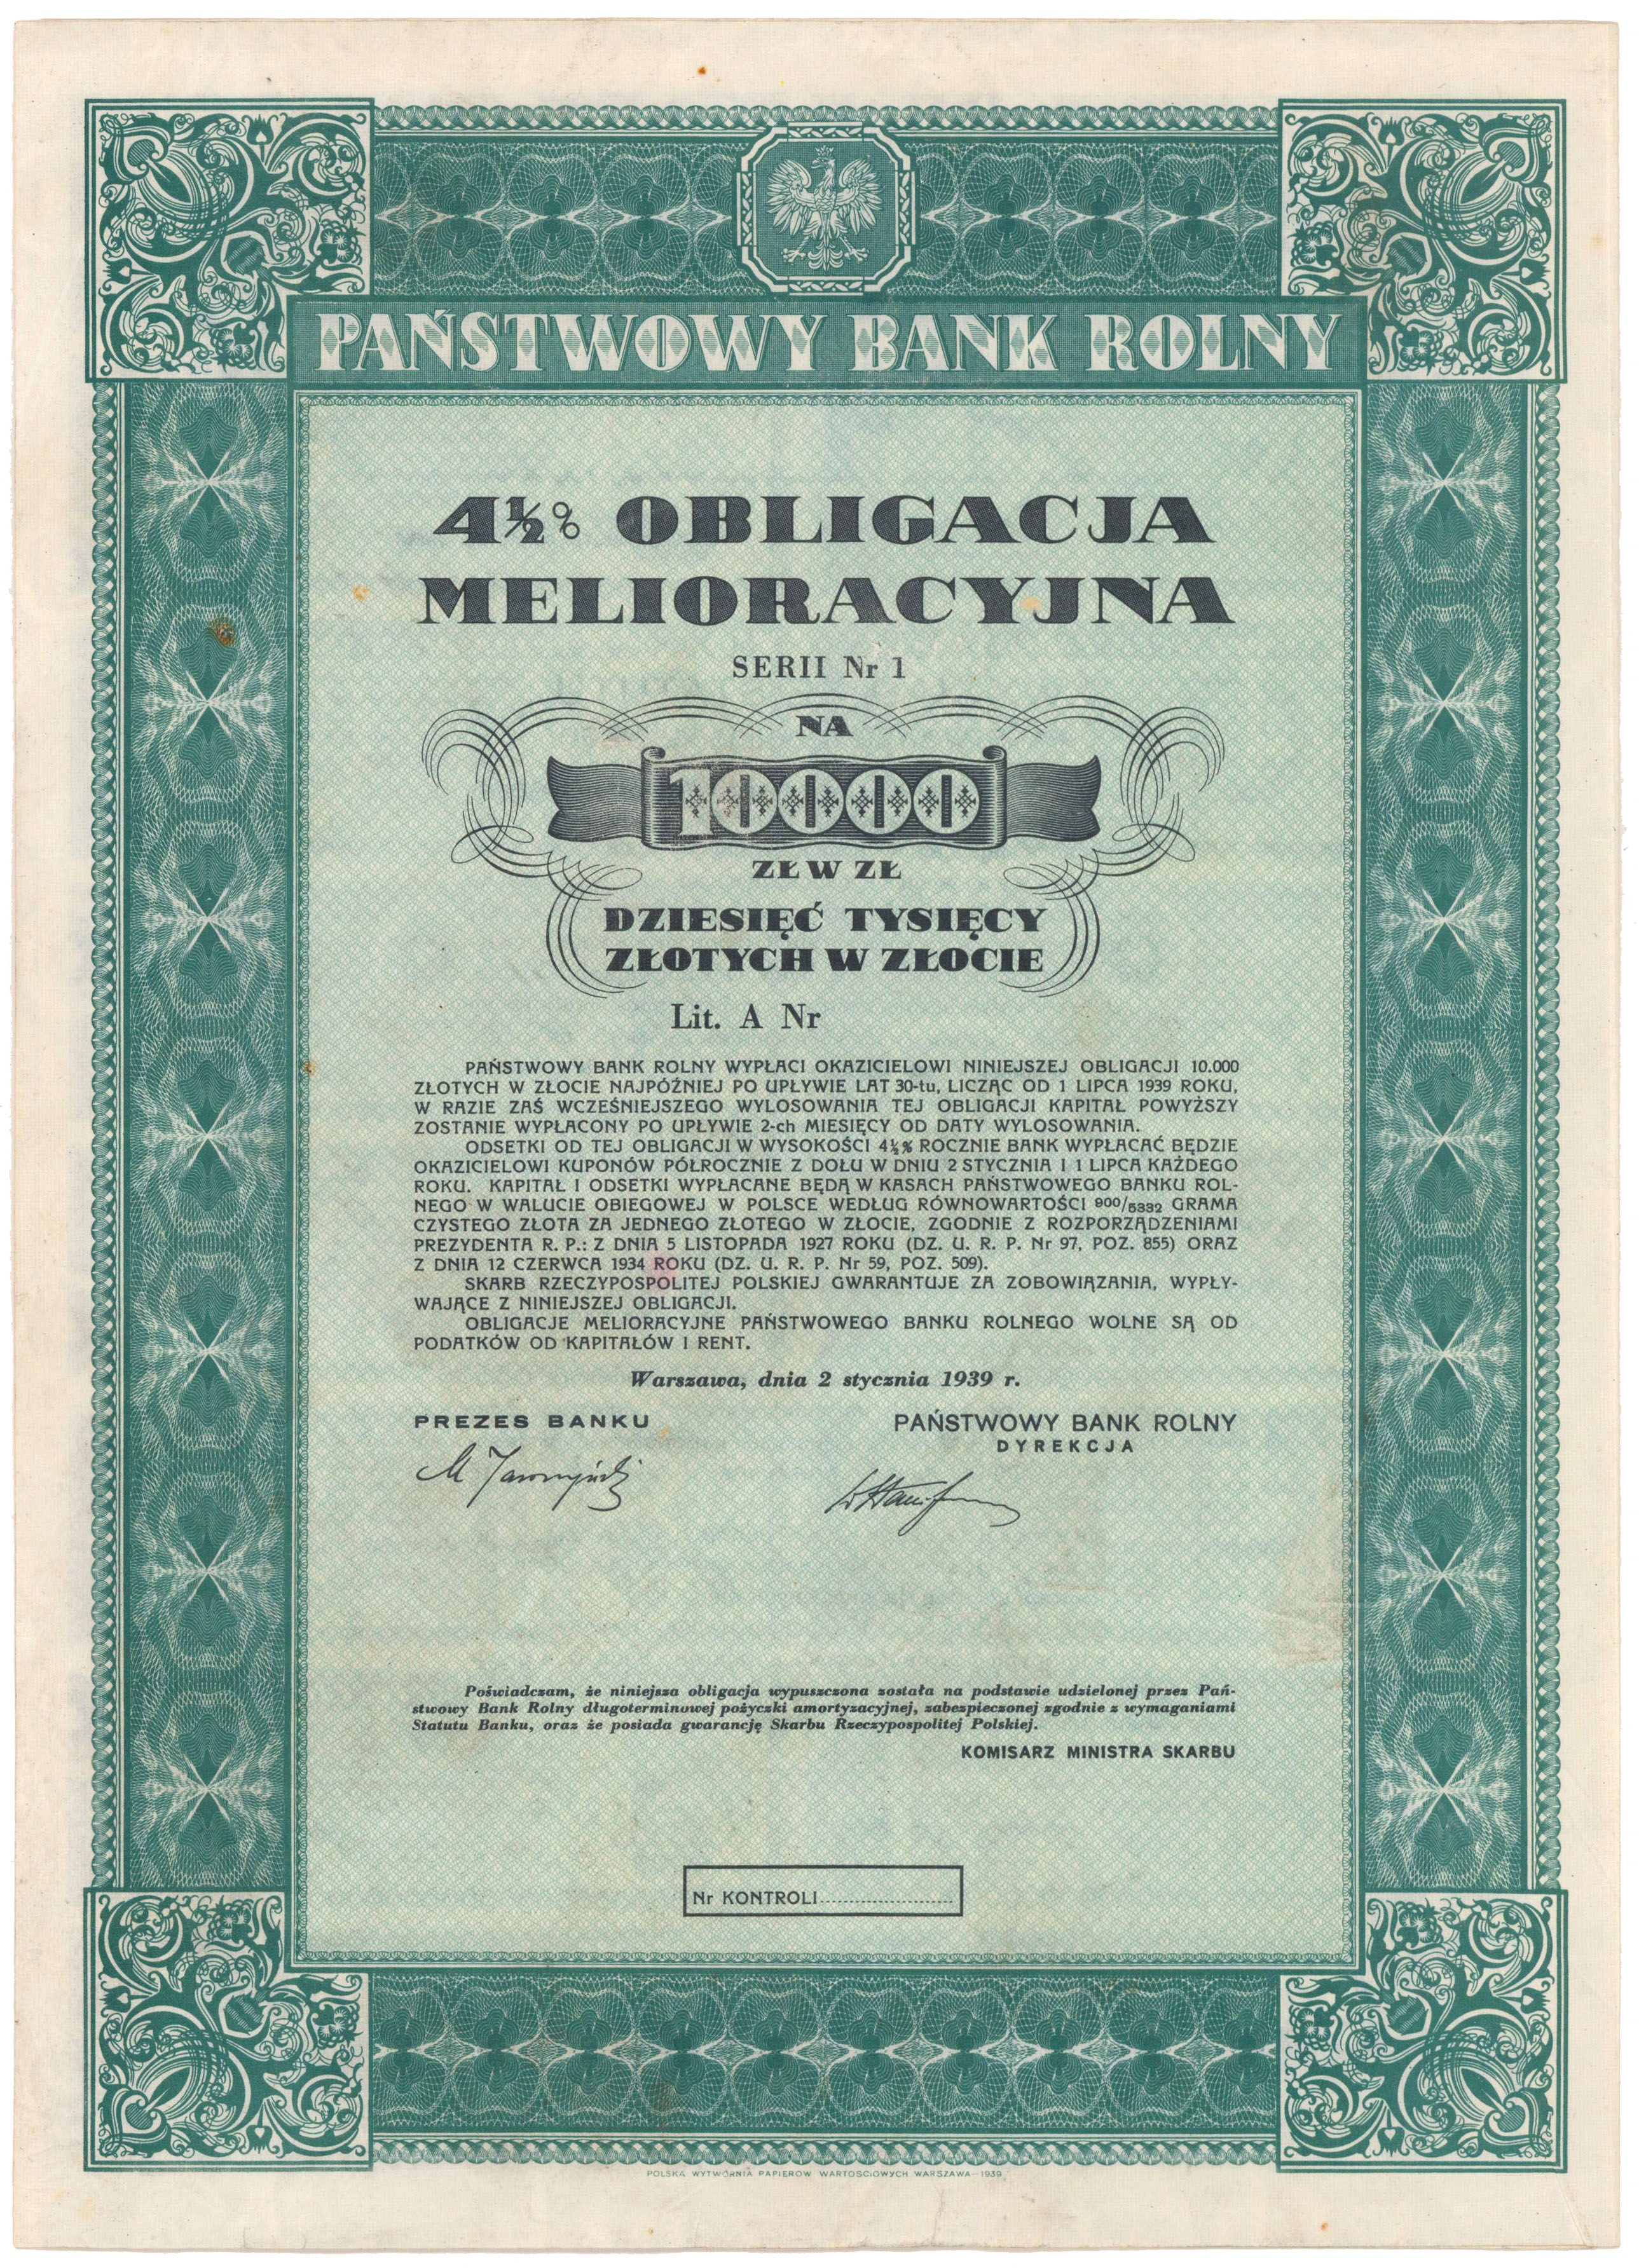 PAŃSTWOWY BANK ROLNY
4½% OBLIGACJA
MELIORACYJNA
SERII Nr 1
NA
10000
ZŁ W ZŁ
DZIESIĘĆ TYSIĘCY
ZŁOTYCH W ZŁOCIE
Lit. A Nr
PAŃSTWOWY BANK ROLNY WYPŁACI OKAZICIELOWI NINIEJSZEJ OBLIGACJI 10.000
ZŁOTYCH W ZŁOCIE NAJPÓŹNIEJ PO UPŁYWIE LAT 30-tu, LICZĄC OD 1 LIPCA 1939 ROKU,
W RAZIE ZAŚ WCZEŚNIEJSZEGO WYLOSOWANIA TEJ OBLIGACJI KAPITAŁ POWYŻSZY
ZOSTANIE WYPŁACONY PO UPŁYWIE 2-ch MIESIĘCY OD DATY WYLOSOWANIA.
ODSETKI OD TEJ OBLIGACJI W WYSOKOŚCI 4½% ROCZNIE BANK WYPŁACAĆ BĘDZIE
OKAZICIELOWI KUPONÓW PÓŁROCZNIE Z DOŁU W DNIU 2 STYCZNIA I 1 LIPCA KAŻDEGO
ROKU. KAPITAŁ I ODSETKI WYPŁACANE BĘDĄ W KASACH PAŃSTWOWEGO BANKU ROL-
NEGO W WALUCIE OBIEGOWEJ W POLSCE WEDŁUG RÓWNOWARTOŚCI 900/5332 GRAMA
CZYSTEGO ZŁOTA ZA JEDNEGO ZŁOTEGO W ZŁOCIE, ZGODNIE Z ROZPORZĄDZENIAMI
PREZYDENTA R. P.: Z DNIA 5 LISTOPADA 1927 ROKU (DZ. U. R. P. Nr 97, POZ. 855) ORAZ
Z DNIA 12 CZERWCA 1934 ROKU (DZ. U. R. P. Nr 59, POZ. 509).
SKARB RZECZYPOSPOLITEJ POLSKIEJ GWARANTUJE ZA ZOBOWIĄZANIA, WYPŁY-
WAJĄCE Z NINIEJSZEJ OBLIGACJI.
OBLIGACJE MELIORACYJNE PAŃSTWOWEGO BANKU ROLNEGO WOLNE SĄ OD
PODATKÓW OD KAPITAŁÓW I RENT.
Warszawa, dnia 2 stycznia 1939 r.
PREZES BANKU
PAŃSTWOWY BANK ROLNY
DYREKCJA
Poświadczam, że niniejsza obligacja wypuszczona została na podstawie udzielonej przez Pań-
stwowy Bank Rolny długoterminowej pożyczki amortyzacyjnej, zabezpieczonej zgodnie z wymaganiami
Statutu Banku, oraz że posiada gwarancję Skarbu Rzeczypospolitej Polskiej.
KOMISARZ MINISTRA SKARBU
Nr KONTROLI
POLSKA WYTWÓRNIA PAPIERÓW WARTOŚCIOWYCH WARSZAWA - 1939